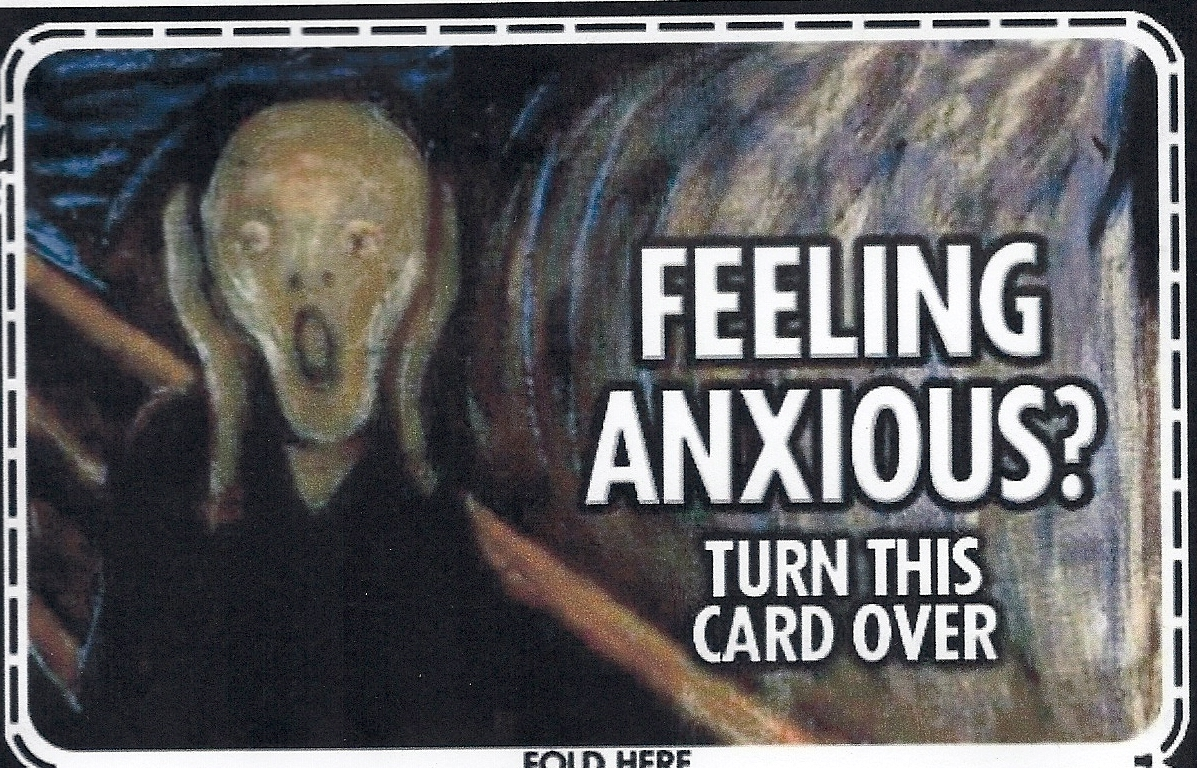 FEELING
ANXIOUS?
TURN THIS
CARD OVER
FOLD HERE